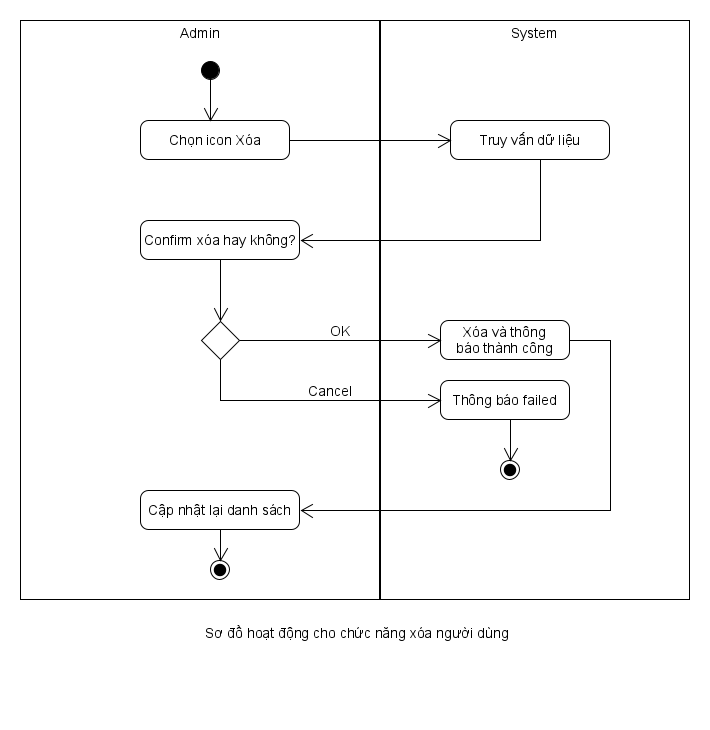 Admin
System
Chọn icon Xóa
Truy vấn dữ liệu
Confirm xóa hay không?
OK
Xóa và thông
báo thành công
Cancel
Thông báo failed
Cập nhật lại danh sách
Sơ đồ hoạt động cho chức năng xóa người dùng